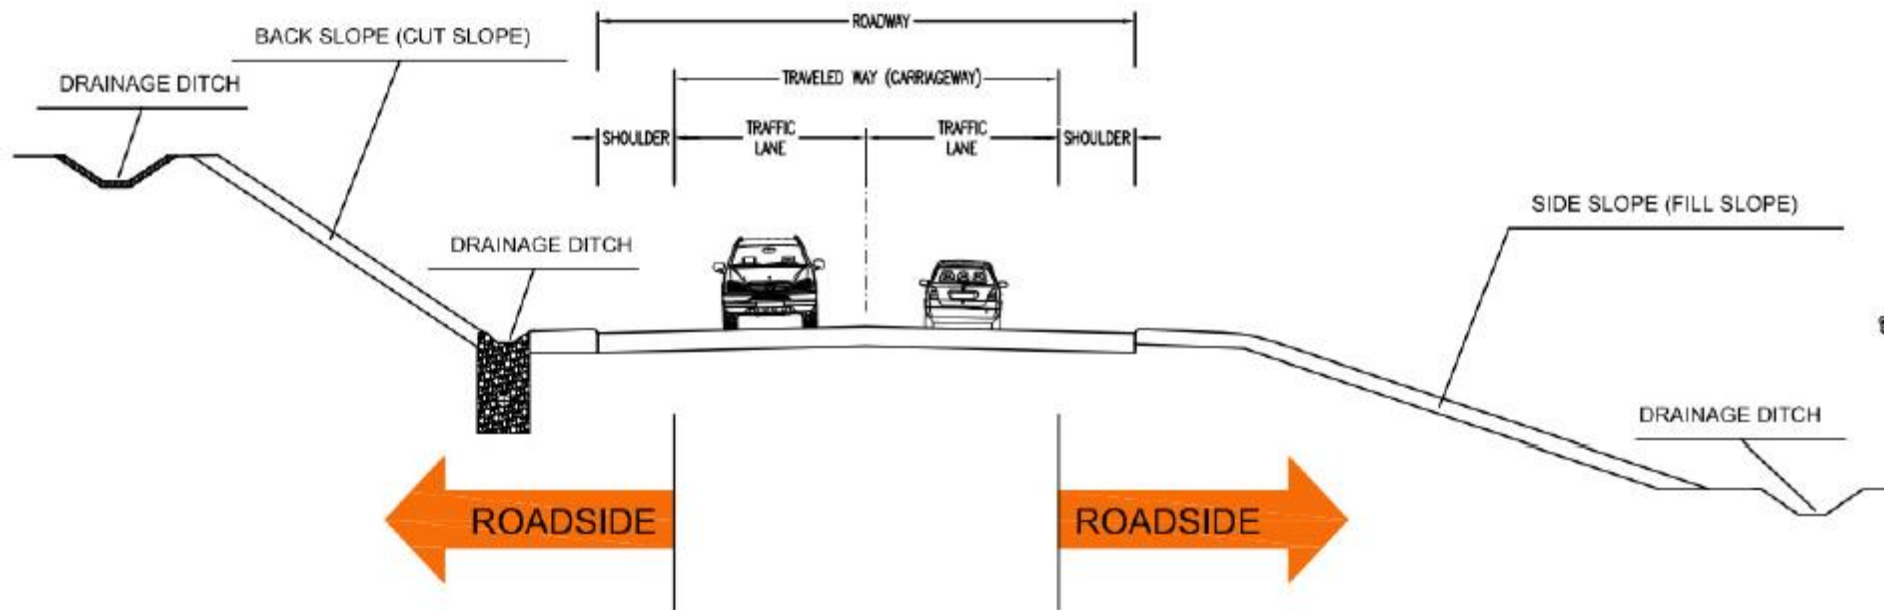 ROADWAY
BACK SLOPE (CUT SLOPE)
TRAVELED WAY (CARRIAGEWAY)
DRAINAGE DITCH
SHOULDER
TRAFFIC
LANE
TRAFFIC
LANE
SHOULDER
SIDE SLOPE (FILL SLOPE)
DRAINAGE DITCH
DRAINAGE DITCH
ROADSIDE
ROADSIDE